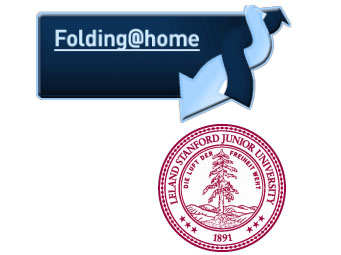 Folding@home
LELAND STANFORD JUNIOR UNIVERSITY
DIE LUFT DER FREIHEIT WEHT
1891